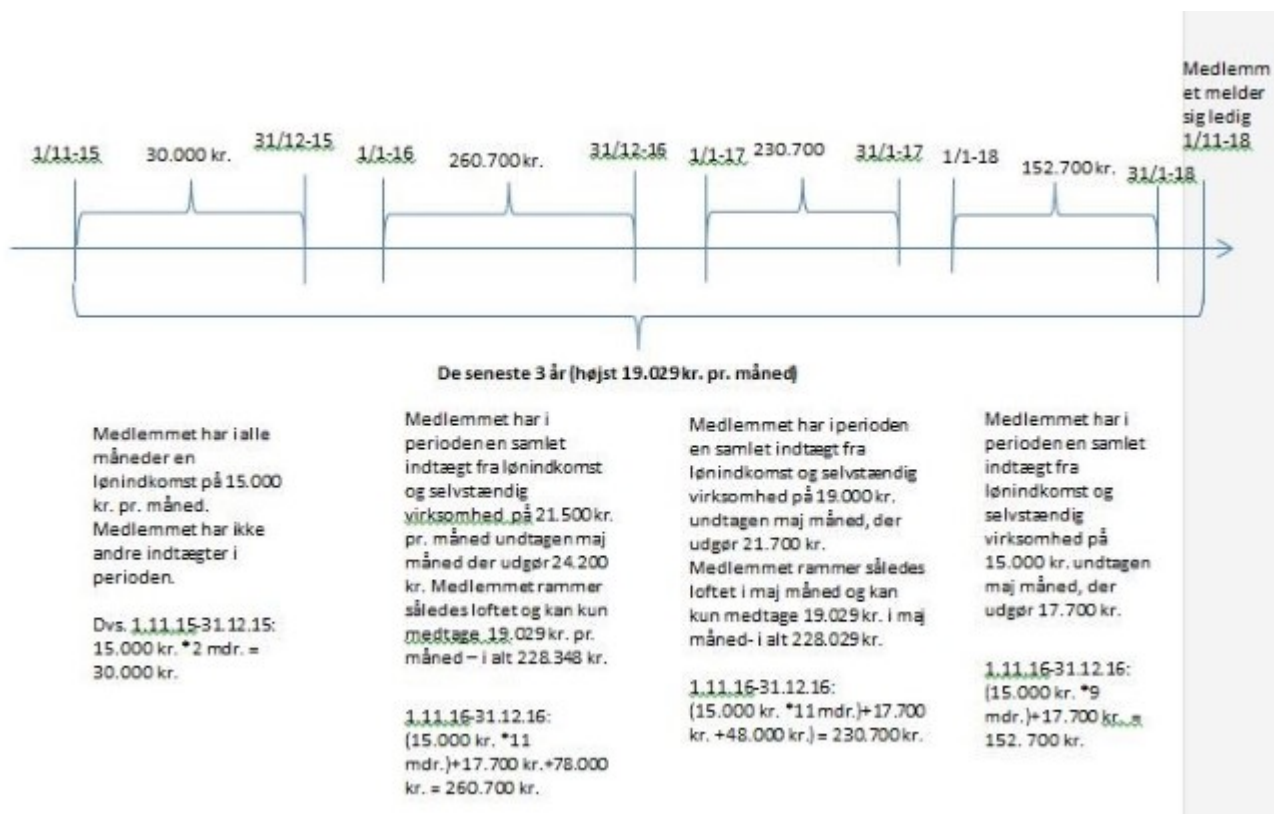 Medlemm
et melder
sig ledig
1/11-18
1/11-15
30.000 kr.
31/12-15
1/1-16
260.700 kr.
31/12-16
1/1-17
230.700
31/1-17
1/1-18
152.700 kr.
31/1-18
De seneste 3 år (højst 19.029 kr. pr. måned)
Medlemmet har i alle
måneder en
lønindkomst på 15.000
kr. pr. måned.
Medlemmet har ikke
andre indtægter i
perioden.
Dvs. 1.11.15-31.12.15:
15.000 kr. *2 mdr. =
30.000 kr.
Medlemmet har i
perioden en samlet
indtægt fra lønindkomst
og selvstændig
virksomhed på 21.500 kr.
pr. måned undtagen maj
måned der udgør 24.200
kr. Medlemmet rammer
således loftet og kan kun
medtage 19.029 kr. pr.
måned – i alt 228.348 kr.
1.11.16-31.12.16:
(15.000 kr. *11
mdr.)+17.700 kr.+78.000
kr. = 260.700 kr.
Medlemmet har i perioden
en samlet indtægt fra
lønindkomst og selvstændig
virksomhed på 19.000 kr.
undtagen maj måned, der
udgør 21.700 kr.
Medlemmet rammer således
loftet i maj måned og kan
kun medtage 19.029 kr. i maj
måned- i alt 228.029 kr.
1.11.16-31.12.16:
(15.000 kr. *11 mdr.)+17.700
kr. +48.000 kr.) = 230.700 kr.
Medlemmet har i
perioden en samlet
indtægt fra
lønindkomst og
selvstændig
virksomhed på
15.000 kr. undtagen
maj måned, der
udgør 17.700 kr.
1.11.16-31.12.16:
(15.000 kr. *9
mdr.)+17.700 kr. =
152. 700 kr.